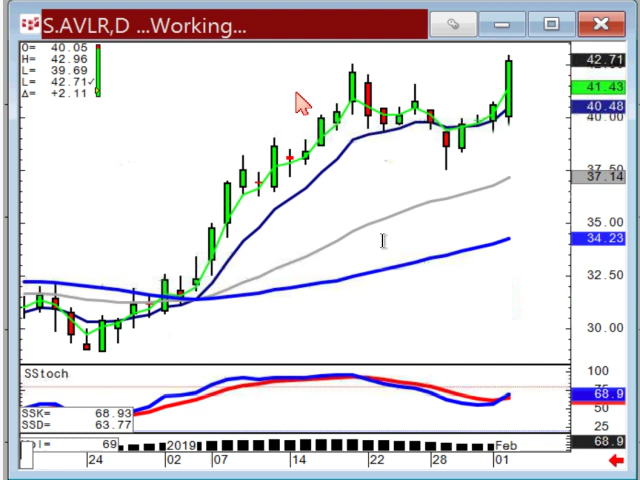 S.AVLR,D ...Working...
O= 40.05
H= 42.96
L= 39.69
L= 42.71✓
Δ= +2.11
42.71
41.43
40.48
40.00
37.50
37.14
35.00
34.23
32.50
30.00
SStoch
100
75
68.9
50
25
SSK= 68.93
SSD= 63.77
69
68.9
24
02
2019
07
14
22
28
Feb
01